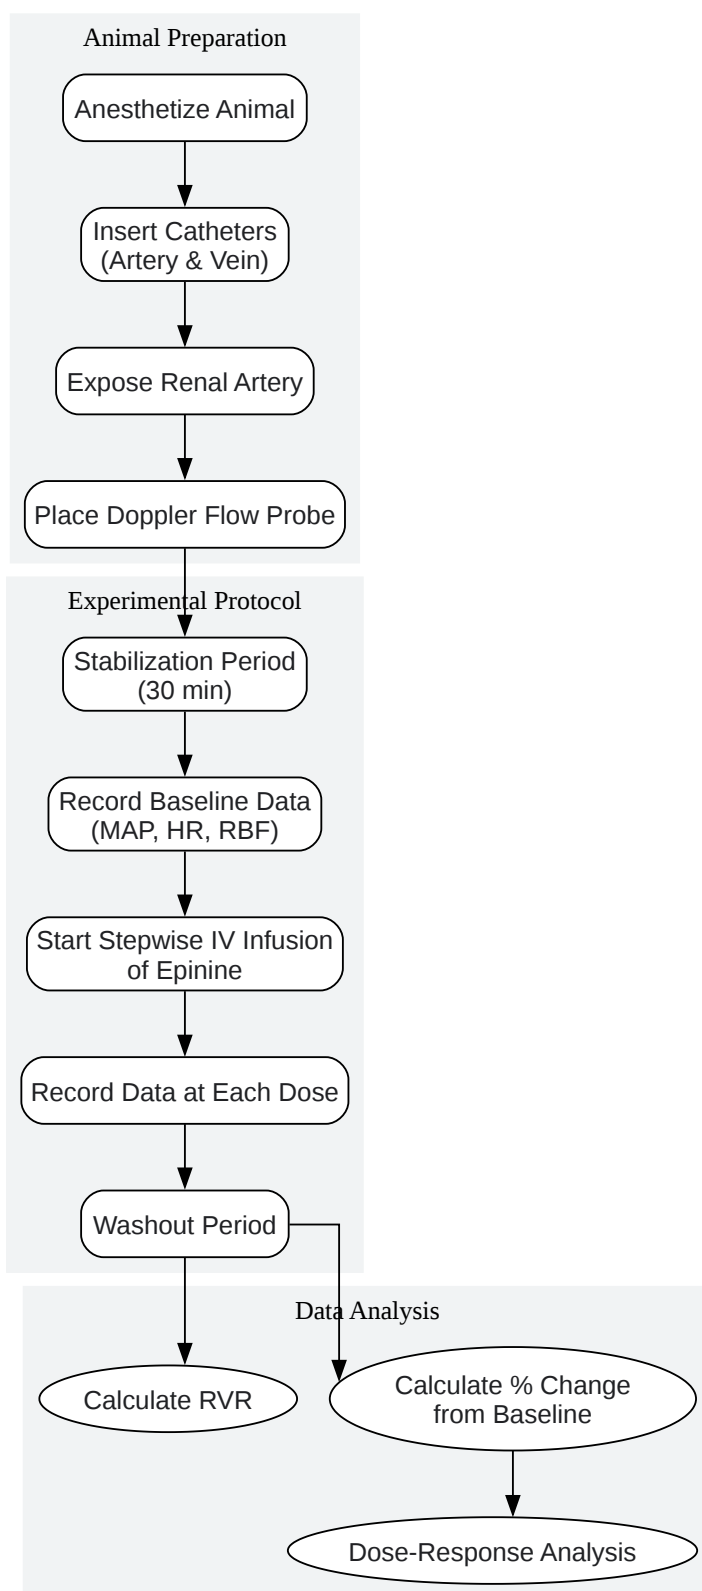 Animal Preparation
Anesthetize Animal
Insert Catheters
(Artery & Vein)
Expose Renal Artery
Place Doppler Flow Probe
Experimental Protocol
Stabilization Period
(30 min)
Record Baseline Data
(MAP, HR, RBF)
Start Stepwise IV Infusion
of Epinine
Record Data at Each Dose
Washout Period
Data Analysis
Calculate RVR
Calculate % Change
from Baseline
Dose-Response Analysis